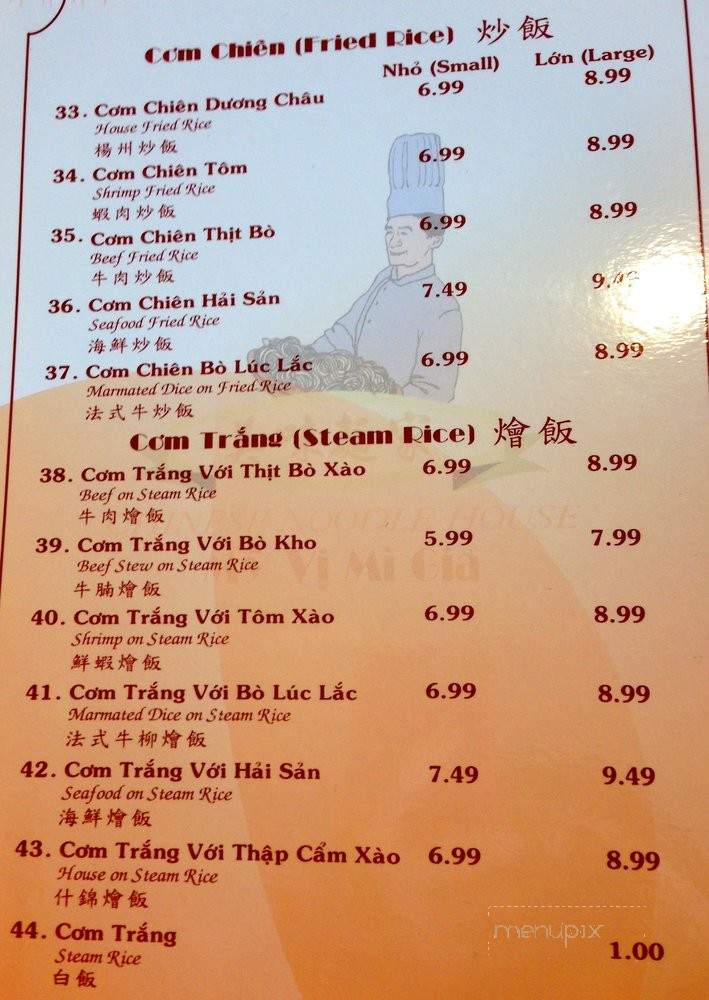 Cơm Chiên (Fried Rice) 炒飯
Nhỏ (Small) Lớn (Large)
33. Cơm Chiên Dương Châu 6.99 8.99
House Fried Rice
楊州炒飯
34. Cơm Chiên Tôm 6.99 8.99
Shrimp Fried Rice
蝦肉炒飯
35. Cơm Chiên Thịt Bò 6.99 8.99
Beef Fried Rice
牛肉炒飯
36. Cơm Chiên Hải Sản 7.49
Seafood Fried Rice
海鮮炒飯
37. Cơm Chiên Bò Lúc Lắc 6.99 8.99
Marmated Dice on Fried Rice
法式牛炒飯
Cơm Trắng (Steam Rice) 燴飯
38. Cơm Trắng Với Thịt Bò Xào 6.99 8.99
Beef on Steam Rice
牛肉燴飯
NOODLE HOUSE
39. Cơm Trắng Với Bò Kho 5.99 7.99
Beef Stew on Steam Rice
Vị Mì Gia
牛腩燴飯
40. Cơm Trắng Với Tôm Xào 6.99 8.99
Shrimp on Steam Rice
鮮蝦燴飯
41. Cơm Trắng Với Bò Lúc Lắc 6.99 8.99
Marmated Dice on Steam Rice
法式牛柳燴飯
42. Cơm Trắng Với Hải Sản 7.49 9.49
Seafood on Steam Rice
海鮮燴飯
43. Cơm Trắng Với Thập Cẩm Xào 6.99 8.99
House on Steam Rice
什錦燴飯
44. Cơm Trắng 1.00
Steam Rice
白飯
menupix